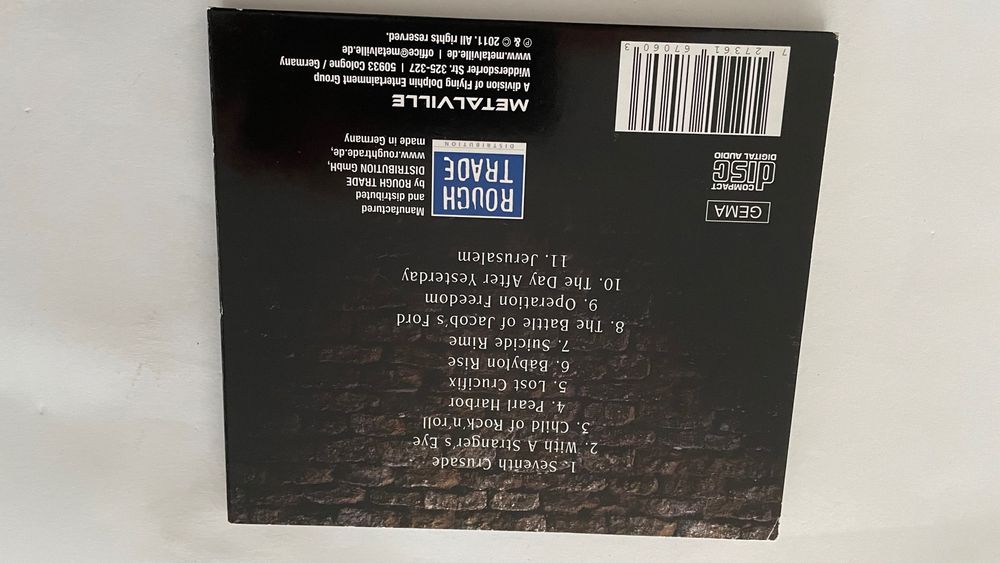 1. Seventh Crusade
2. With A Stranger's Eye
3. Child of Rock'n'roll
4. Pearl Harbor
5. Lost Crucifix
6. Babylon Rise
7. Suicide Rime
8. The Battle of Jacob's Ford
9. Operation Freedom
10. The Day After Yesterday
11. Jerusalem
GEMA
COMPACT
disc
DIGITAL AUDIO
7 27361 67060 3
ROUGH
TRADE
DISTRIBUTION
Manufactured
and distributed
by ROUGH TRADE
DISTRIBUTION GmbH,
www.roughtrade.de,
made in Germany
METALVILLE
A division of Flying Dolphin Entertainment Group
Widdersdorfer Str. 325-327 | 50933 Cologne / Germany
www.metalville.de | office@metalville.de
℗ & © 2011. All rights reserved.